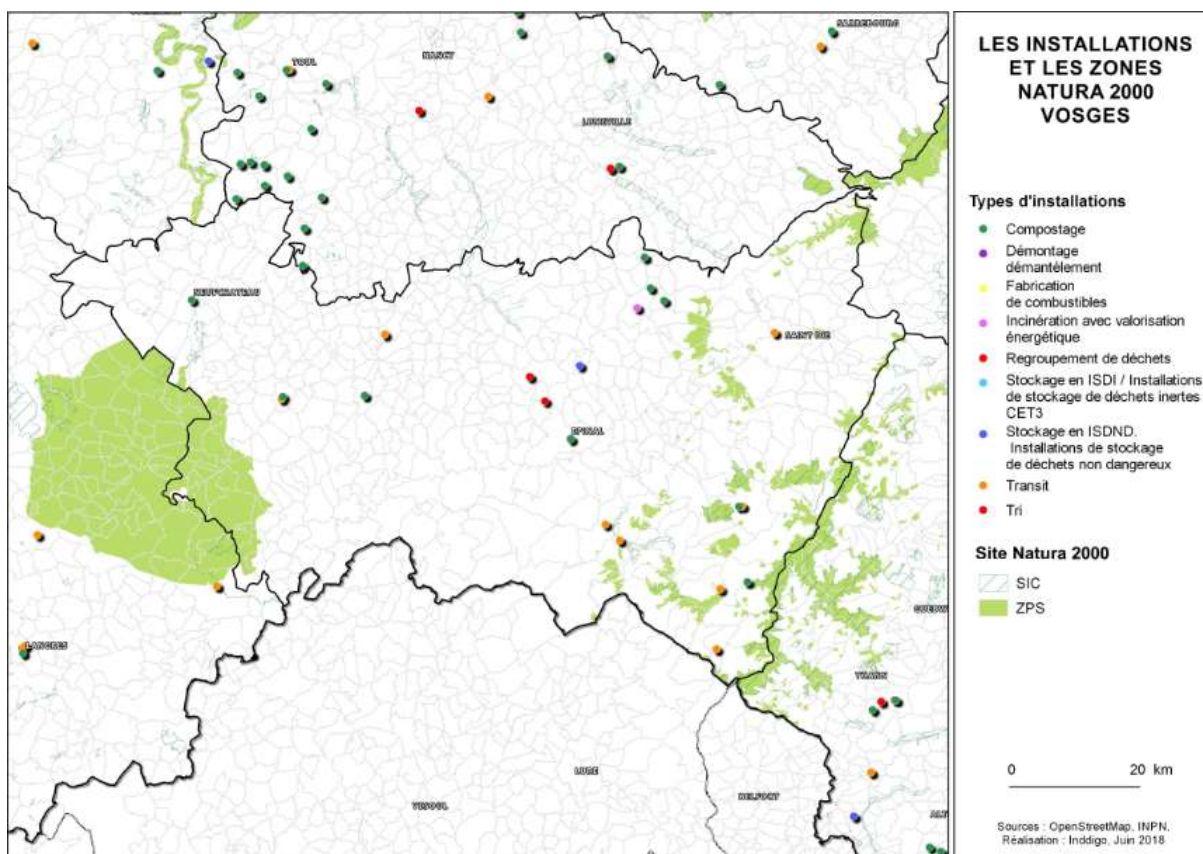 SARREBOURG
NANCY
TOUL
LUNEVILLE
NEUFCHATEAU
SAINT DIE
EPINAL
LANGRES
THANN
LURE
VESOUL
BELFORT
LES INSTALLATIONS
ET LES ZONES
NATURA 2000
VOSGES
Types d'installations
Compostage
Démontage
démantélement
Fabrication
de combustibles
Incinération avec valorisation
énergétique
Regroupement de déchets
Stockage en ISDI / Installations
de stockage de déchets inertes
CET3
Stockage en ISDND.
Installations de stockage
de déchets non dangereux
Transit
Tri
Site Natura 2000
SIC
ZPS
0 20 km
Sources : OpenStreetMap, INPN,
Réalisation : Inddigo, Juin 2018